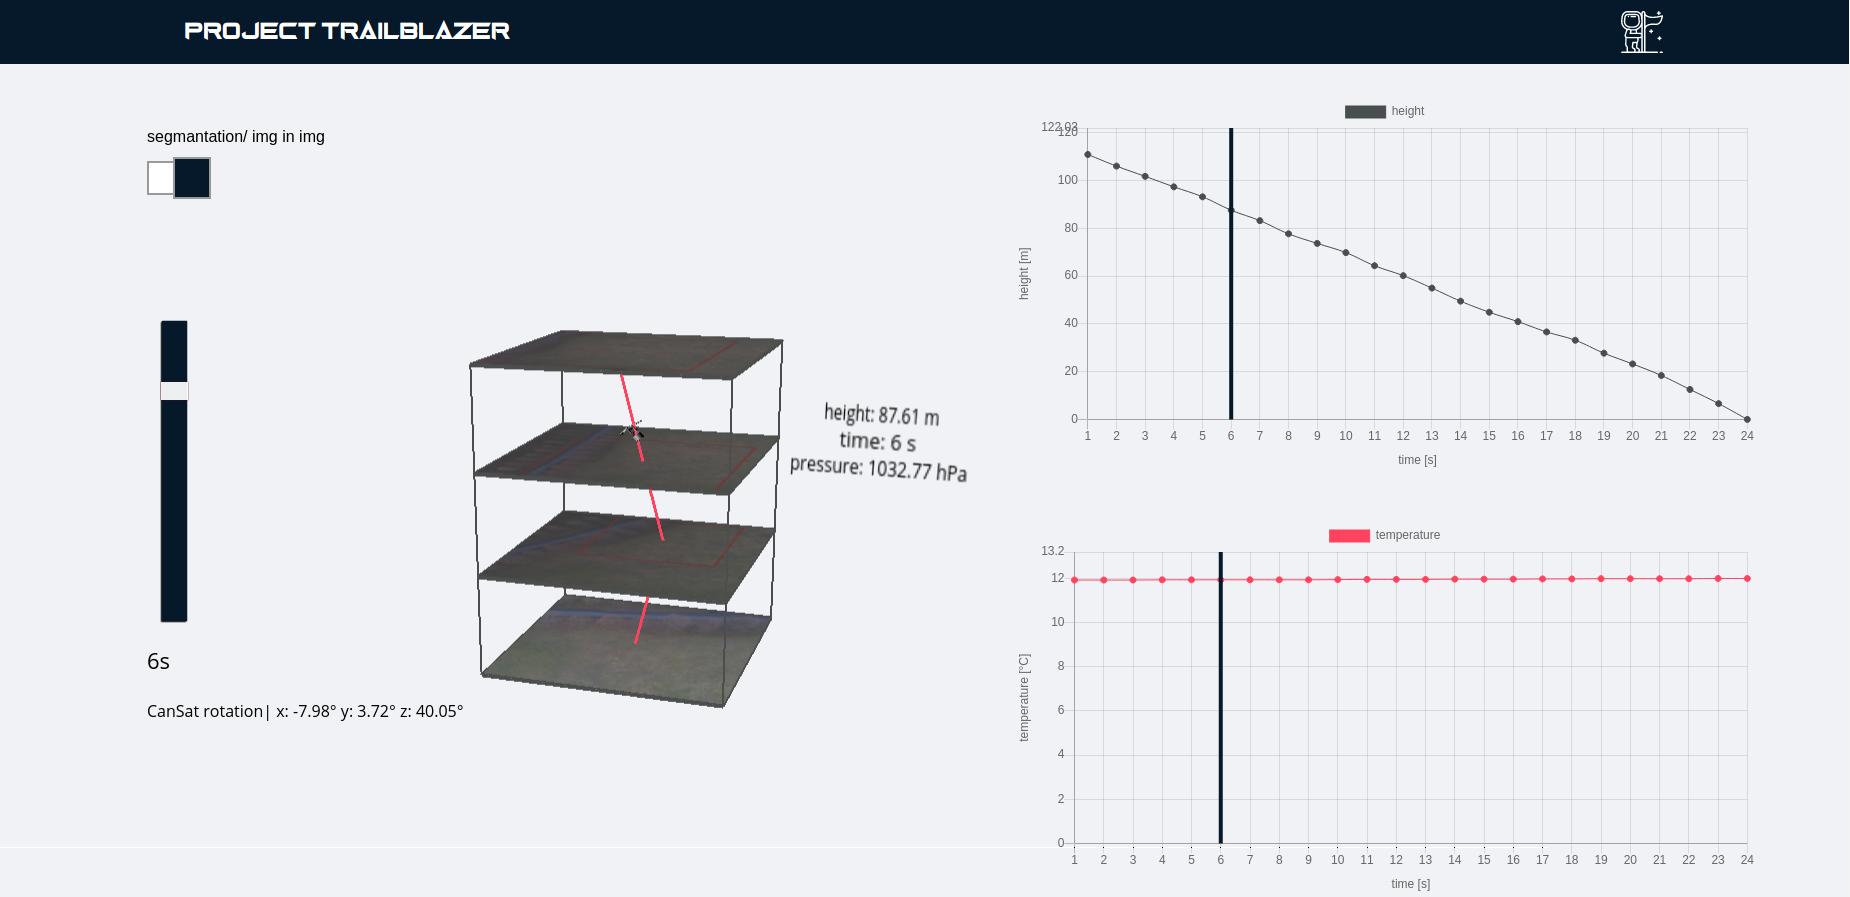 PROJECT TRAILBLAZER
segmantation/ img in img
6s
CanSat rotation| x: -7.98° y: 3.72° z: 40.05°
height: 87.61 m
time: 6 s
pressure: 1032.77 hPa
height
122.03
120
100
80
60
40
20
0
height [m]
1 2 3 4 5 6 7 8 9 10 11 12 13 14 15 16 17 18 19 20 21 22 23 24
time [s]
temperature
13.2
12
10
8
6
4
2
0
temperature [°C]
1 2 3 4 5 6 7 8 9 10 11 12 13 14 15 16 17 18 19 20 21 22 23 24
time [s]